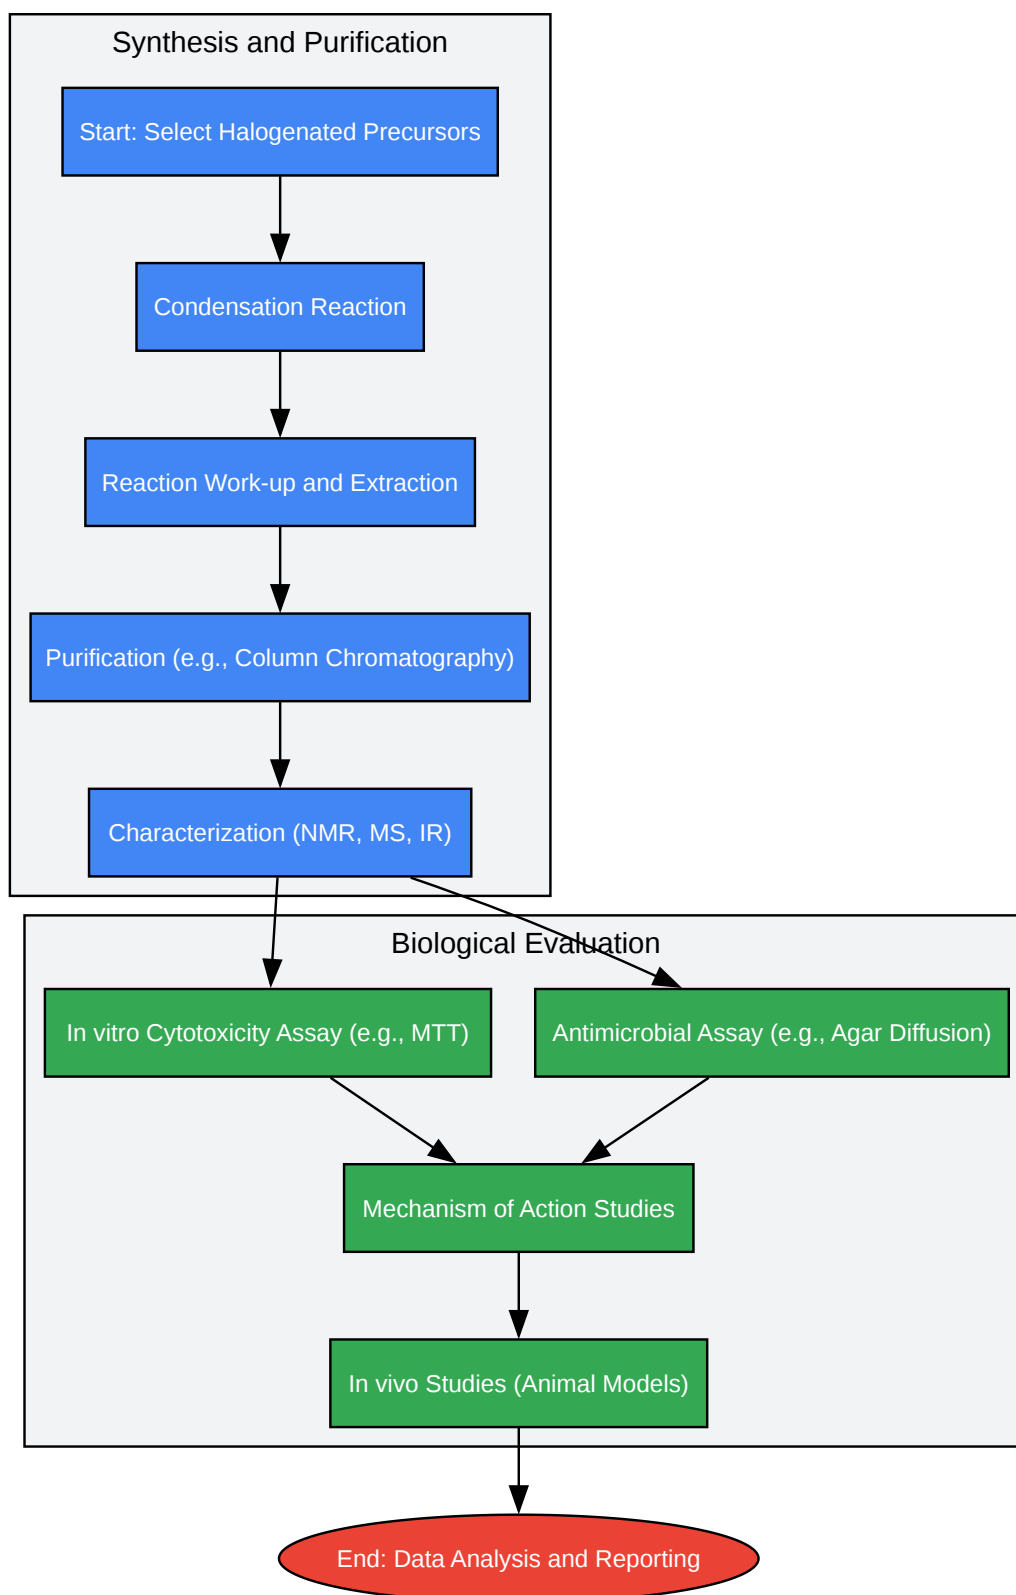 Synthesis and Purification
Start: Select Halogenated Precursors
Condensation Reaction
Reaction Work-up and Extraction
Purification (e.g., Column Chromatography)
Characterization (NMR, MS, IR)
Biological Evaluation
In vitro Cytotoxicity Assay (e.g., MTT)
Antimicrobial Assay (e.g., Agar Diffusion)
Mechanism of Action Studies
In vivo Studies (Animal Models)
End: Data Analysis and Reporting